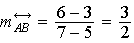 m_{\overleftrightarrow{AB}} = \frac{6-3}{7-5} = \frac{3}{2}